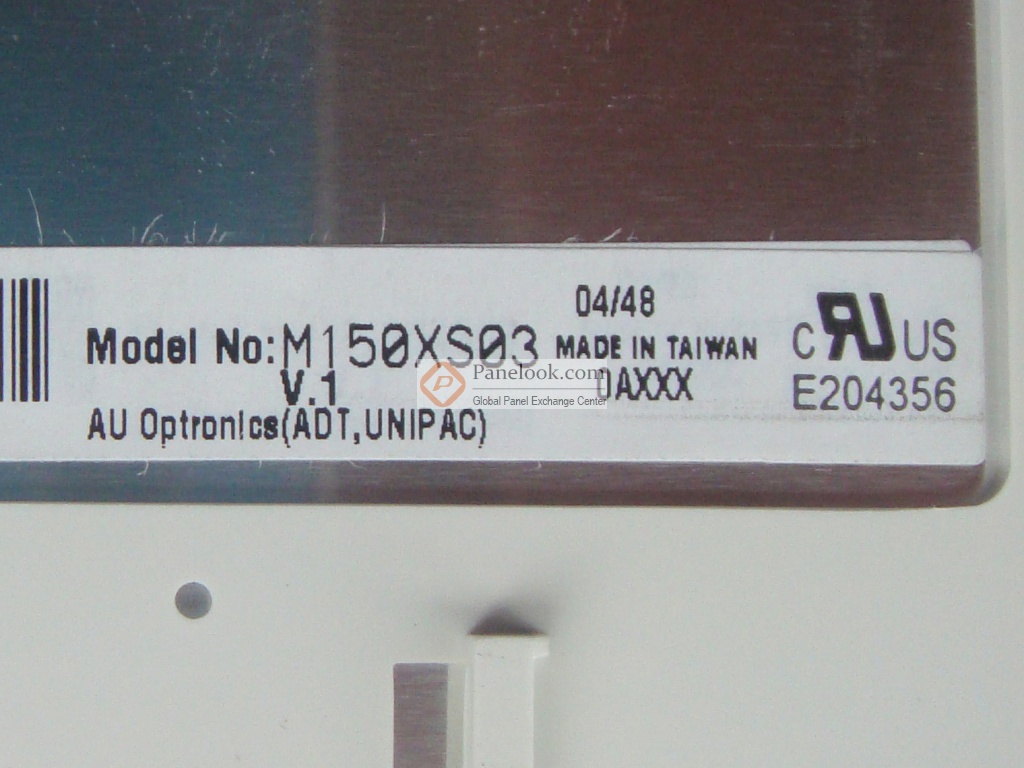 04/48
Model No:M150XS03 MADE IN TAIWAN
V.1 0AXXX
AU Optronics(ADT,UNIPAC)
C RU US
E204356
Panelook.com
Global Panel Exchange Center